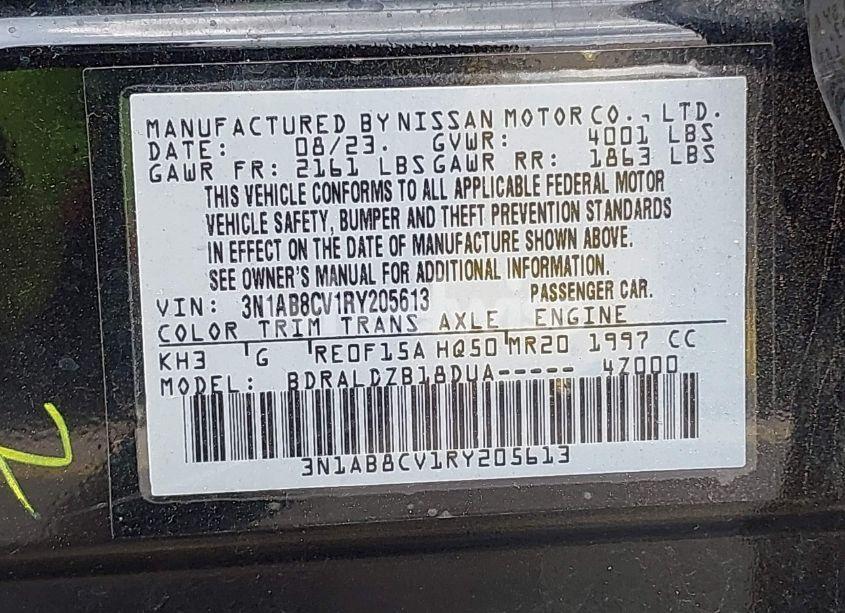 MANUFACTURED BY NISSAN MOTOR CO., LTD.
DATE: 08/23. GVWR: 4001 LBS
GAWR FR: 2161 LBS GAWR RR: 1863 LBS
THIS VEHICLE CONFORMS TO ALL APPLICABLE FEDERAL MOTOR
VEHICLE SAFETY, BUMPER AND THEFT PREVENTION STANDARDS
IN EFFECT ON THE DATE OF MANUFACTURE SHOWN ABOVE.
SEE OWNER'S MANUAL FOR ADDITIONAL INFORMATION.
VIN: 3N1AB8CV1RY205613 PASSENGER CAR.
COLOR TRIM TRANS AXLE ENGINE
KH3 G RE0F15A HQ50 MR20 1997 CC
MODEL: BDRALDZB18DUA----- 4Z000
3N1AB8CV1RY205613